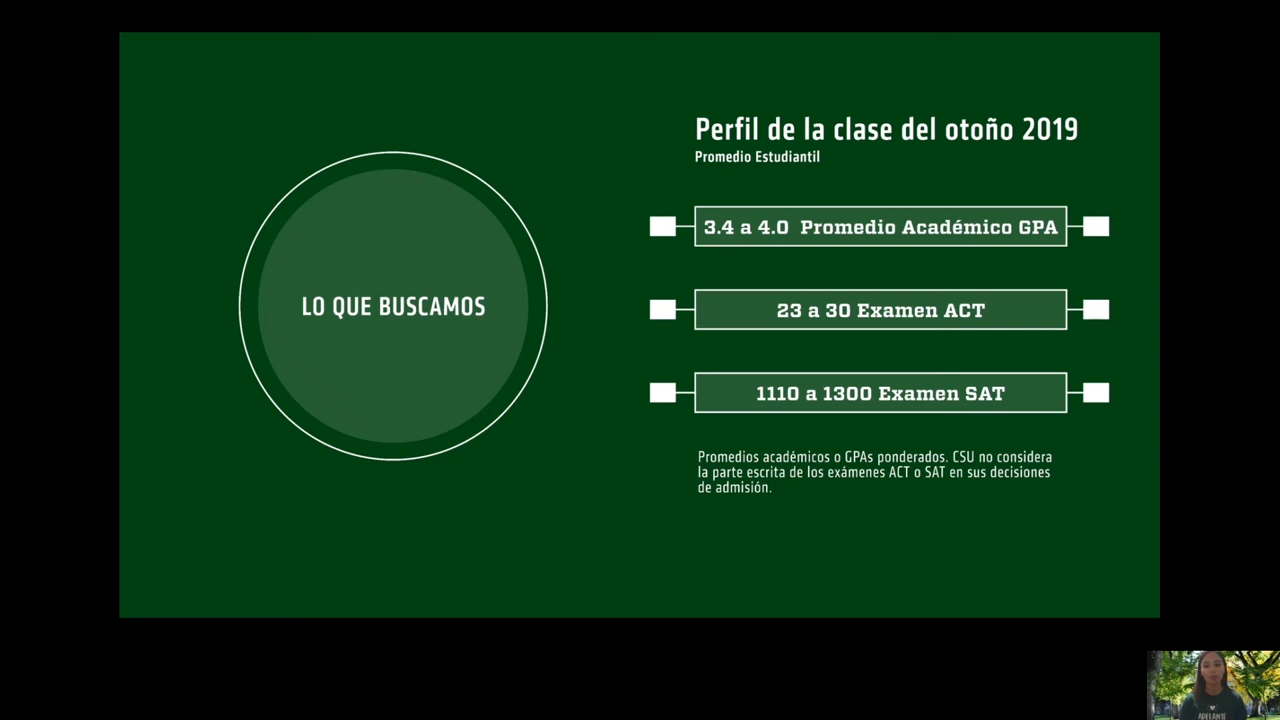 Perfil de la clase del otoño 2019
Promedio Estudiantil
3.4 a 4.0 Promedio Académico GPA
LO QUE BUSCAMOS
23 a 30 Examen ACT
1110 a 1300 Examen SAT
Promedios académicos o GPAs ponderados. CSU no considera
la parte escrita de los exámenes ACT o SAT en sus decisiones
de admisión.
ADELANTE